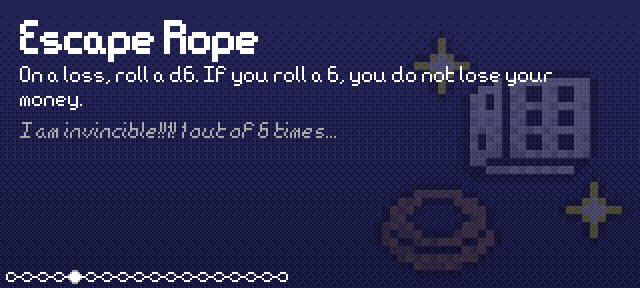 Escape Rope
On a loss, roll a d6. If you roll a 6, you do not lose your
money.
I am invincible!!1!! 1 out of 6 times...